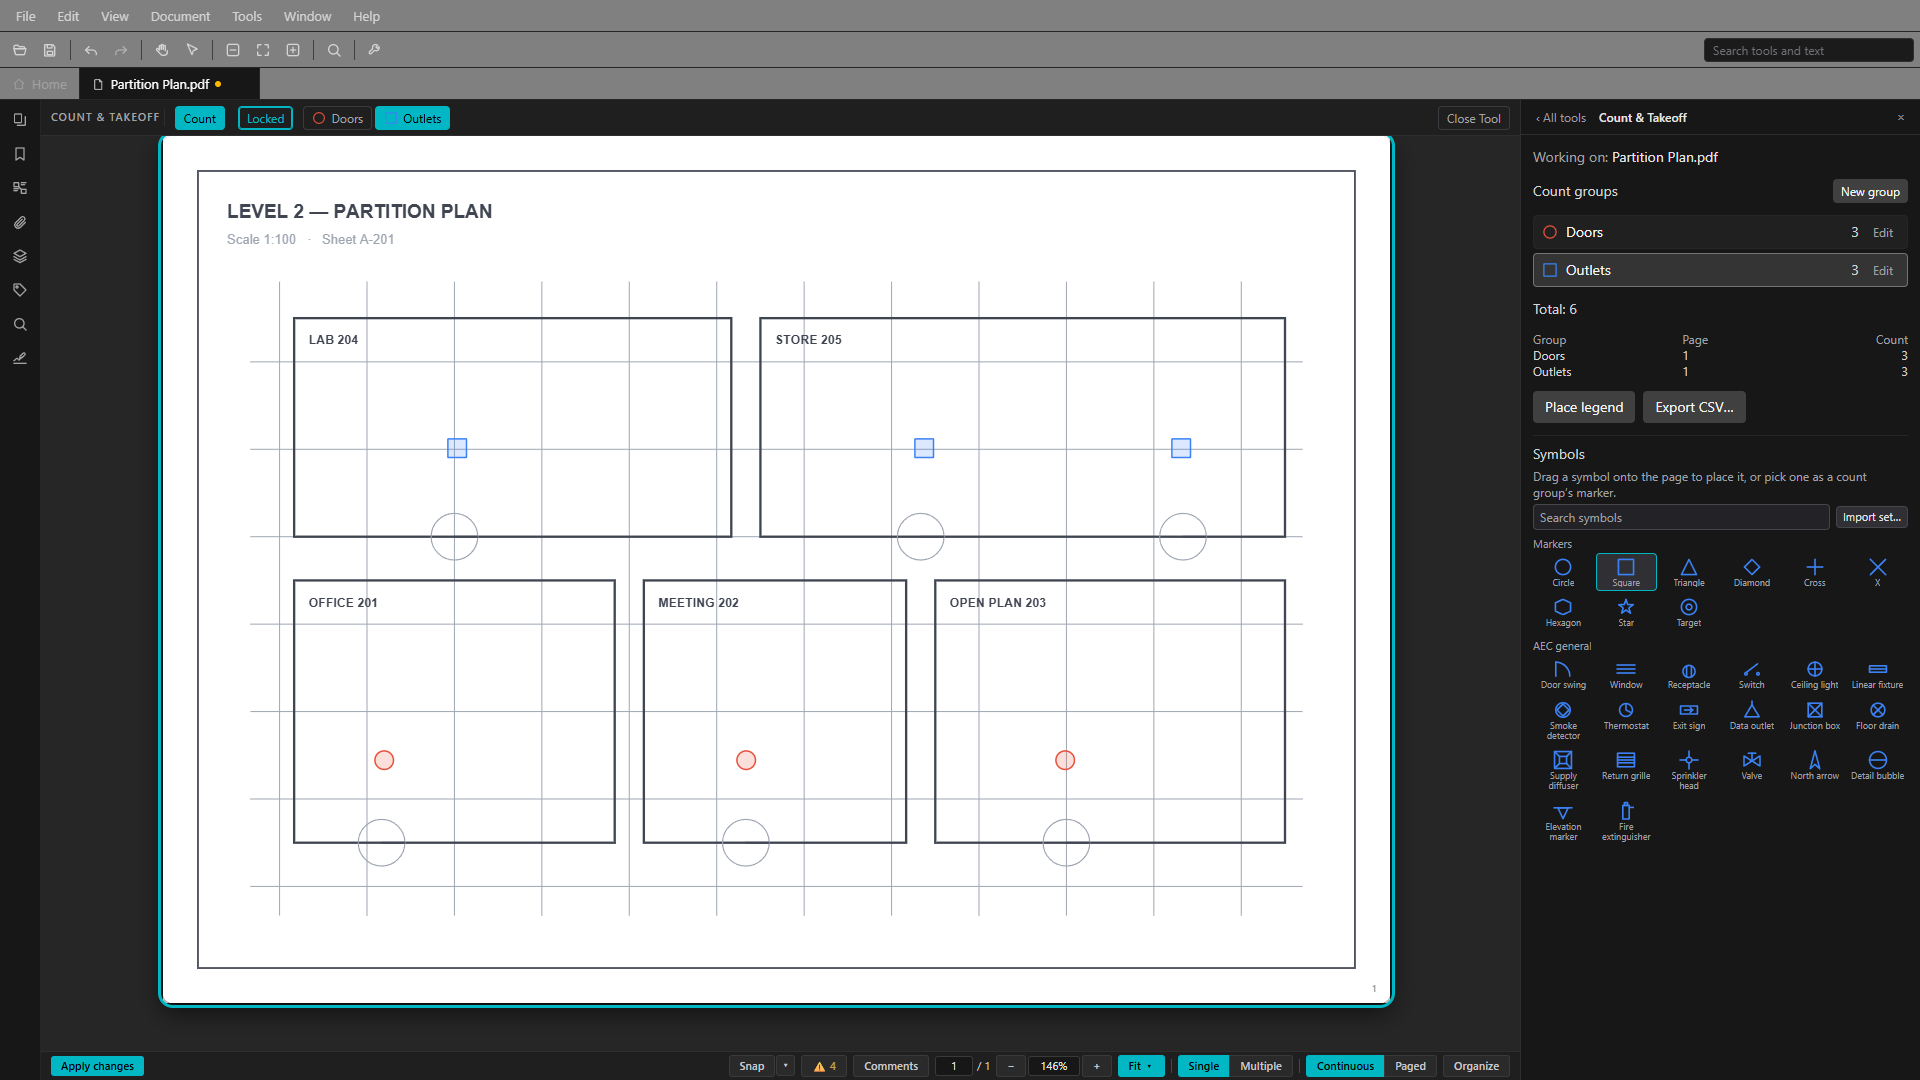 File Edit View Document Tools Window Help
Search tools and text
Home Partition Plan.pdf
COUNT & TAKEOFF Count Locked Doors Outlets Close Tool
‹ All tools Count & Takeoff ×
Working on: Partition Plan.pdf
Count groups New group
Doors 3 Edit
Outlets 3 Edit
Total: 6
Group Page Count
Doors 1 3
Outlets 1 3
Place legend Export CSV...
Symbols
Drag a symbol onto the page to place it, or pick one as a count
group's marker.
Search symbols Import set...
Markers
Circle Square Triangle Diamond Cross X
Hexagon Star Target
AEC general
Door swing Window Receptacle Switch Ceiling light Linear fixture
Smoke detector Thermostat Exit sign Data outlet Junction box Floor drain
Supply diffuser Return grille Sprinkler head Valve North arrow Detail bubble
Elevation marker Fire extinguisher
LEVEL 2 — PARTITION PLAN
Scale 1:100 · Sheet A-201
LAB 204 STORE 205
OFFICE 201 MEETING 202 OPEN PLAN 203
1
Apply changes Snap 4 Comments 1 / 1 − 146% + Fit Single Multiple Continuous Paged Organize